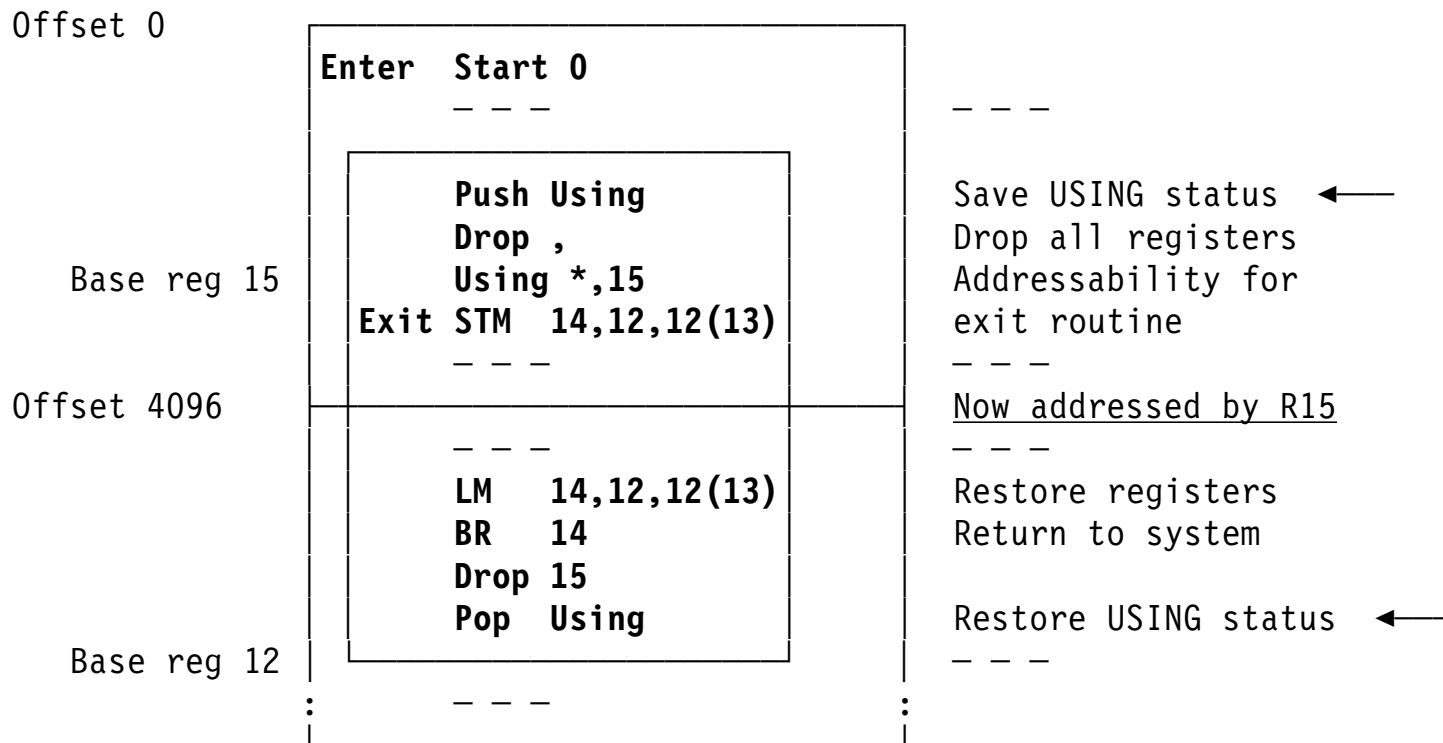 Offset 0
Enter Start 0
— — — — — —
Push Using Save USING status
Drop , Drop all registers
Base reg 15 Using *,15 Addressability for
Exit STM 14,12,12(13) exit routine
— — — — — —
Offset 4096 Now addressed by R15
— — — — — —
LM 14,12,12(13) Restore registers
BR 14 Return to system
Drop 15
Pop Using Restore USING status
Base reg 12 — — —
: — — — :